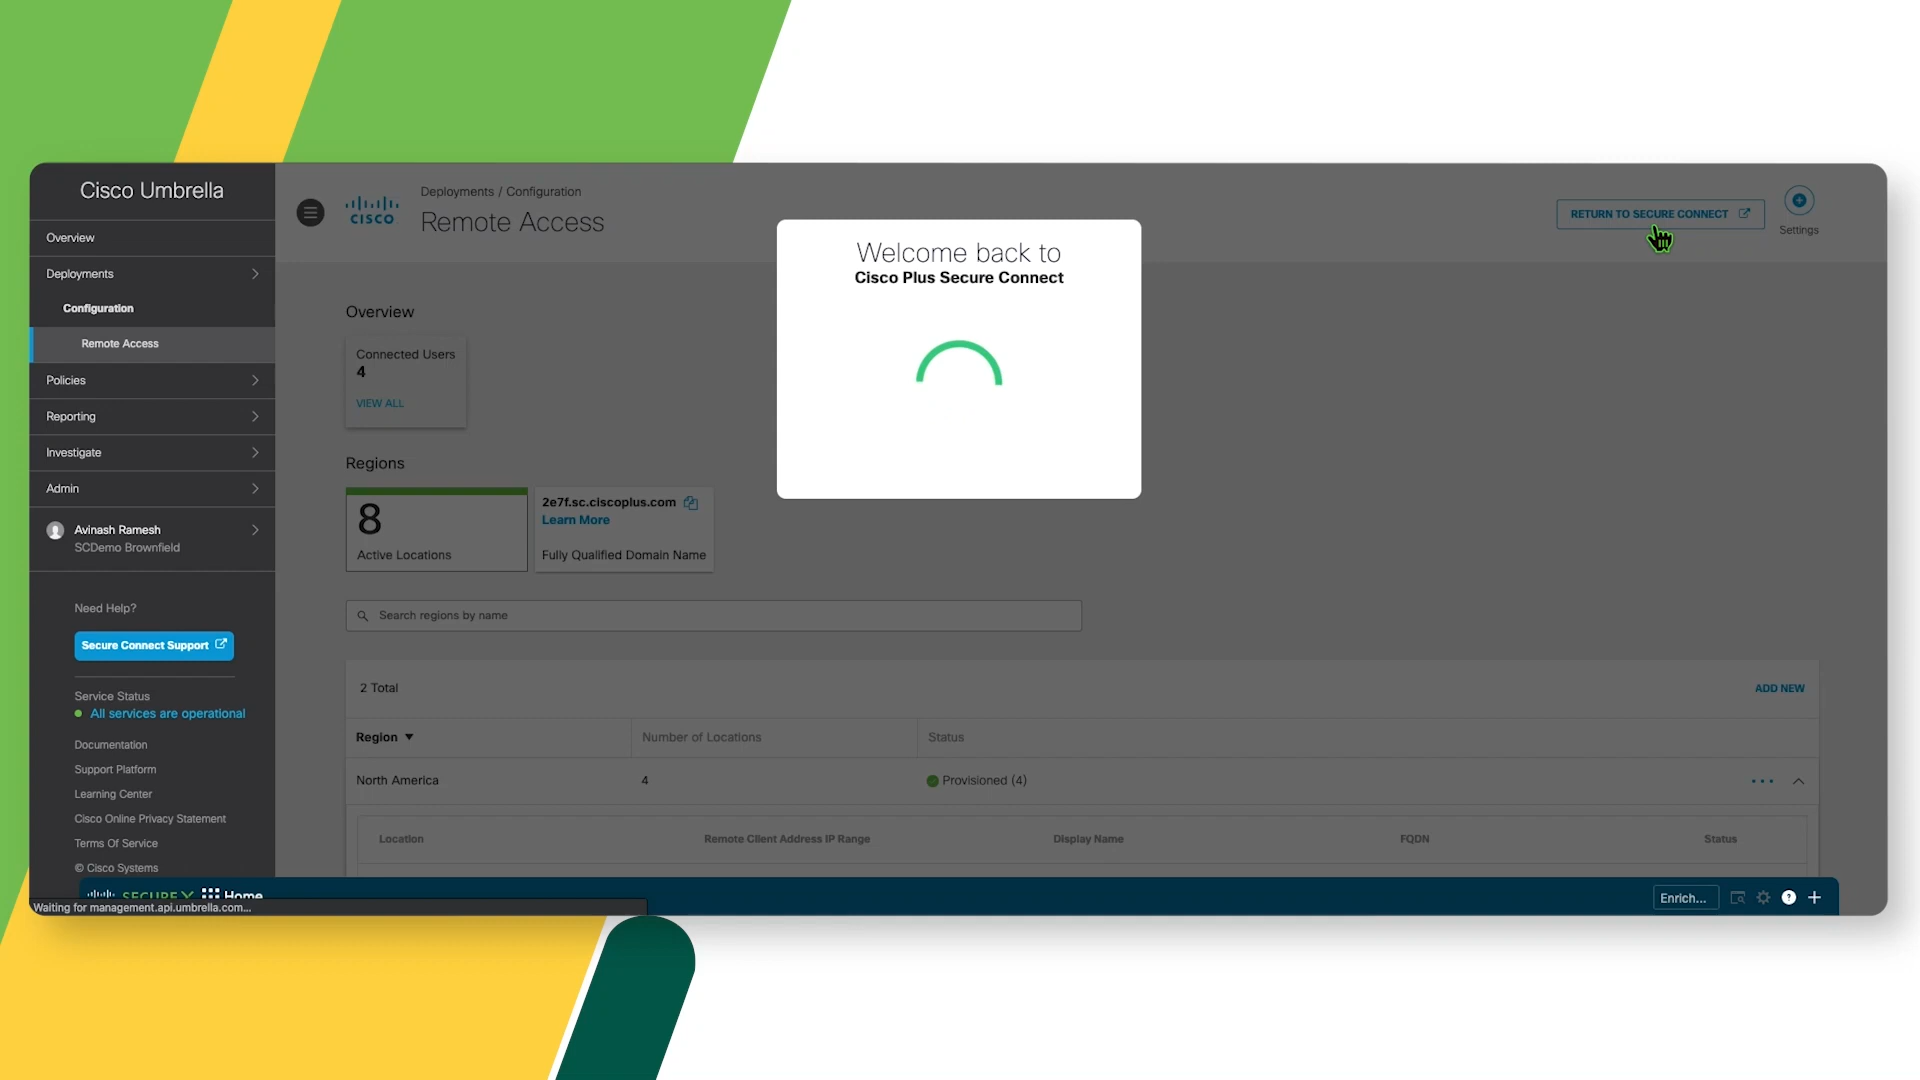 Cisco Umbrella
Overview
Deployments
Configuration
Remote Access
Policies
Reporting
Investigate
Admin
Avinash Ramesh
SCDemo Brownfield
Need Help?
Secure Connect Support
Service Status
All services are operational
Documentation
Support Platform
Learning Center
Cisco Online Privacy Statement
Terms Of Service
© Cisco Systems
CISCO
Deployments / Configuration
Remote Access
RETURN TO SECURE CONNECT
Settings
Welcome back to
Cisco Plus Secure Connect
Overview
Connected Users
4
VIEW ALL
Regions
8
Active Locations
2e7f.sc.ciscoplus.com
Learn More
Fully Qualified Domain Name
Search regions by name
2 Total
ADD NEW
Region Number of Locations Status
North America 4 Provisioned (4)
Location Remote Client Address IP Range Display Name FQDN Status
SECUREX Home
Enrich...
Waiting for management.api.umbrella.com...